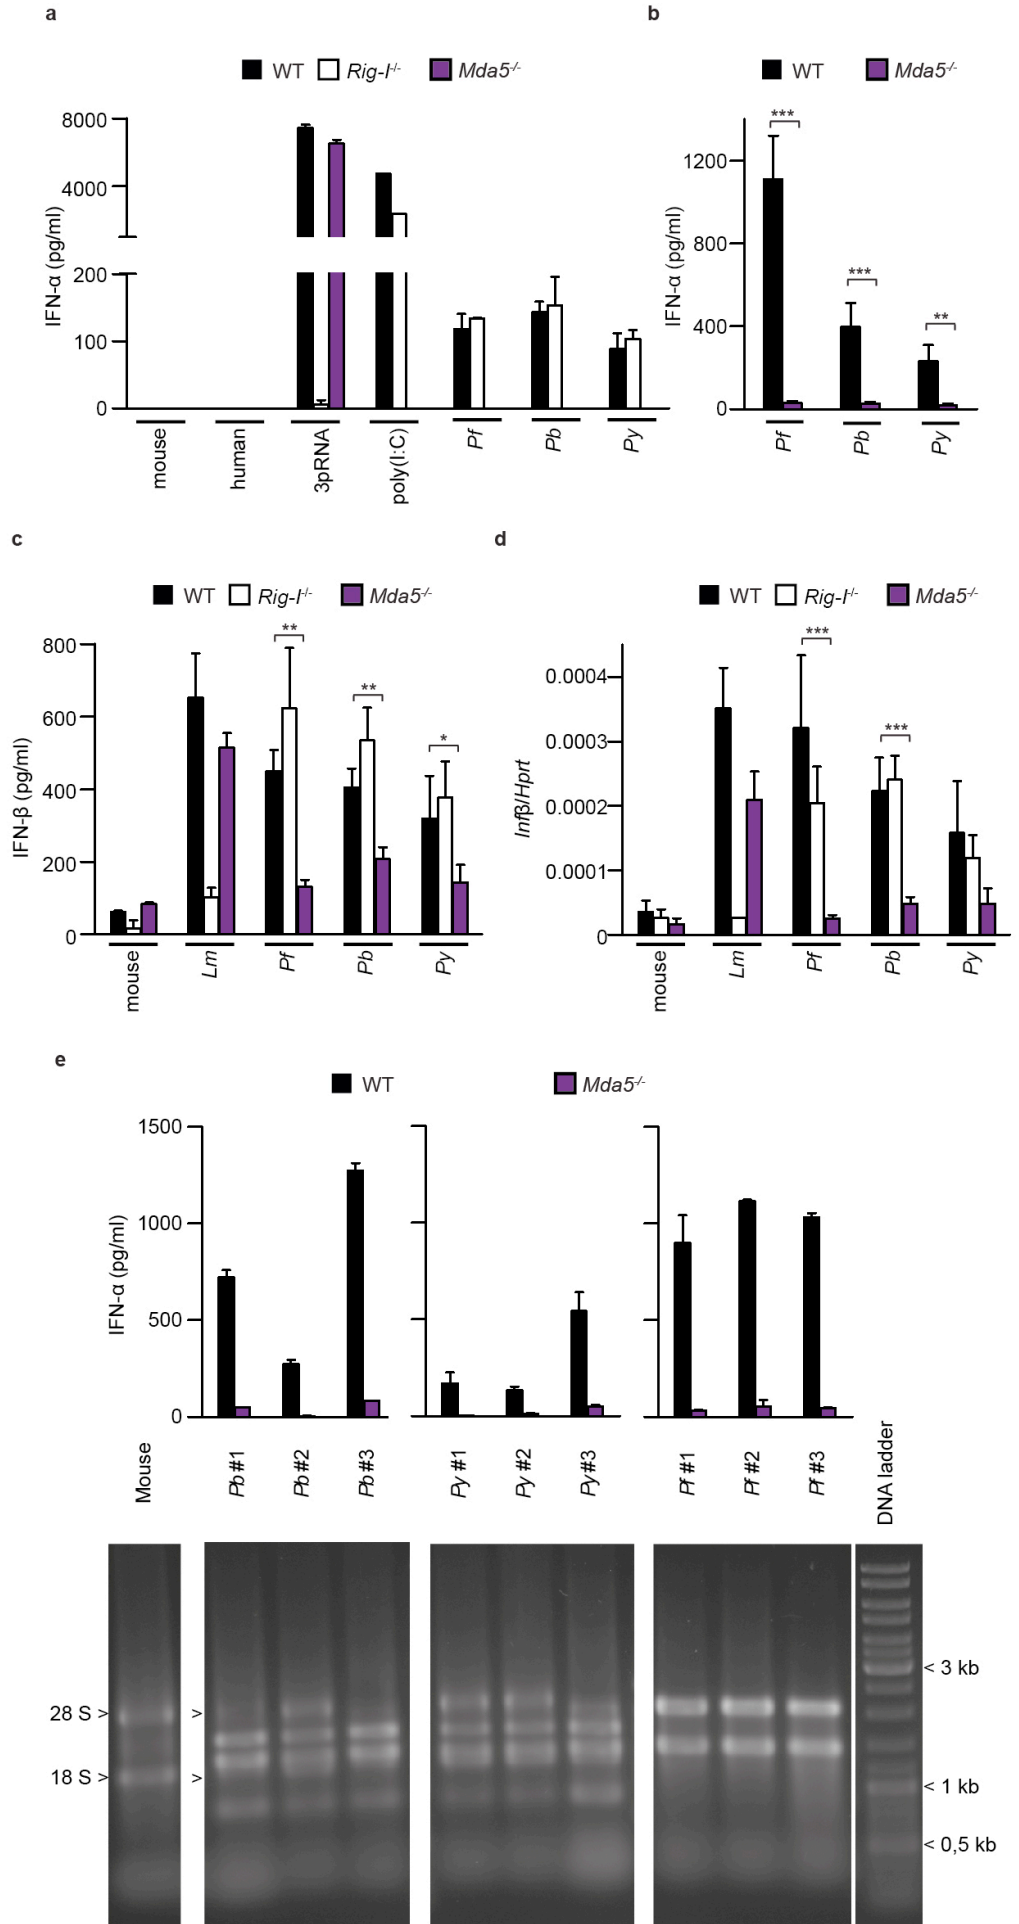 a
b
WT Rig-I-/- Mda5-/-
WT Mda5-/-
IFN-α (pg/ml)
8000
4000
200
100
0
mouse
human
3pRNA
poly(I:C)
Pf
Pb
Py
IFN-α (pg/ml)
1200
800
400
0
***
***
**
Pf
Pb
Py
c
d
WT Rig-I-/- Mda5-/-
WT Rig-I-/- Mda5-/-
IFN-β (pg/ml)
800
600
400
200
0
**
**
*
mouse
Lm
Pf
Pb
Py
Infβ/Hprt
0.0004
0.0003
0.0002
0.0001
0
***
***
mouse
Lm
Pf
Pb
Py
e
WT Mda5-/-
IFN-α (pg/ml)
1500
1000
500
0
Mouse
Pb#1
Pb#2
Pb#3
Py #1
Py #2
Py#3
Pf #1
Pf #2
Pf #3
DNA ladder
28 S > >
18 S > >
< 3 kb
< 1 kb
< 0,5 kb